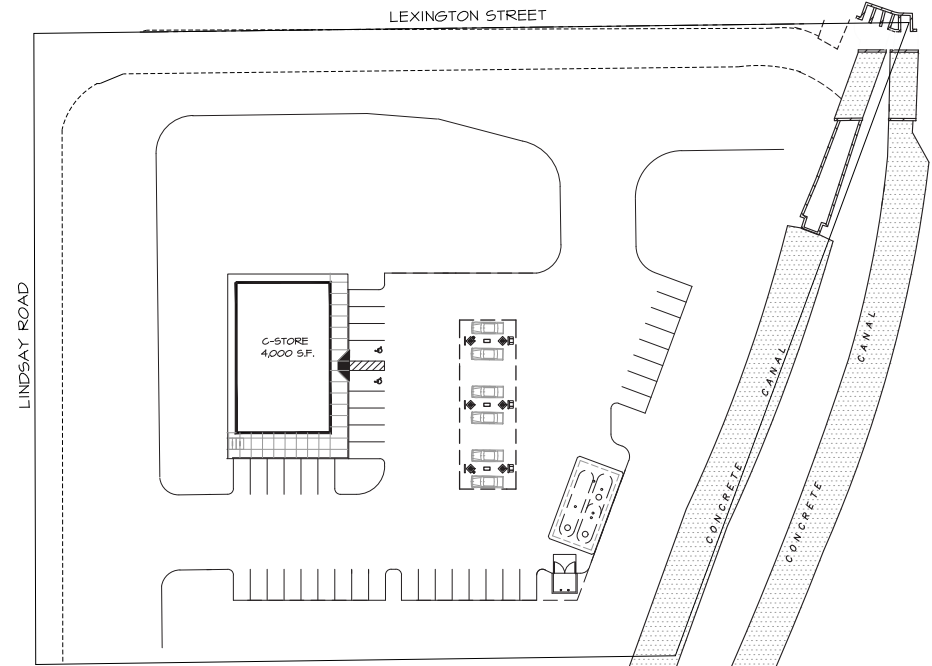 LEXINGTON STREET
LINDSAY ROAD
C-STORE
4,000 S.F.
CONCRETE CANAL
CONCRETE CANAL